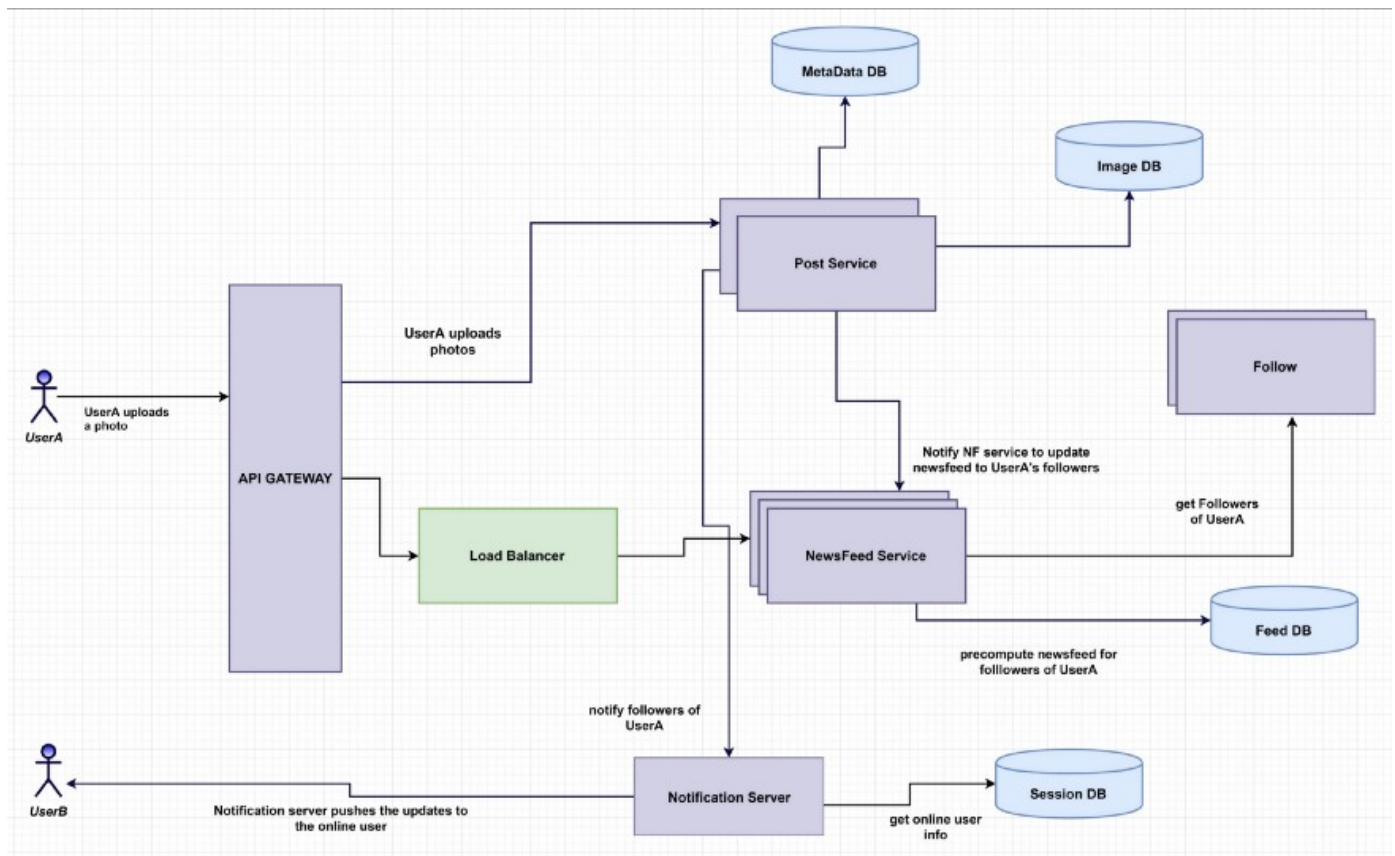 MetaData DB
Image DB
Post Service
UserA uploads
photos
Follow
UserA uploads
a photo
UserA
API GATEWAY
Notify NF service to update
newsfeed to UserA's followers
get Followers
of UserA
Load Balancer
NewsFeed Service
Feed DB
precompute newsfeed for
folllowers of UserA
notify followers of
UserA
UserB
Notification server pushes the updates to
the online user
Notification Server
Session DB
get online user
info